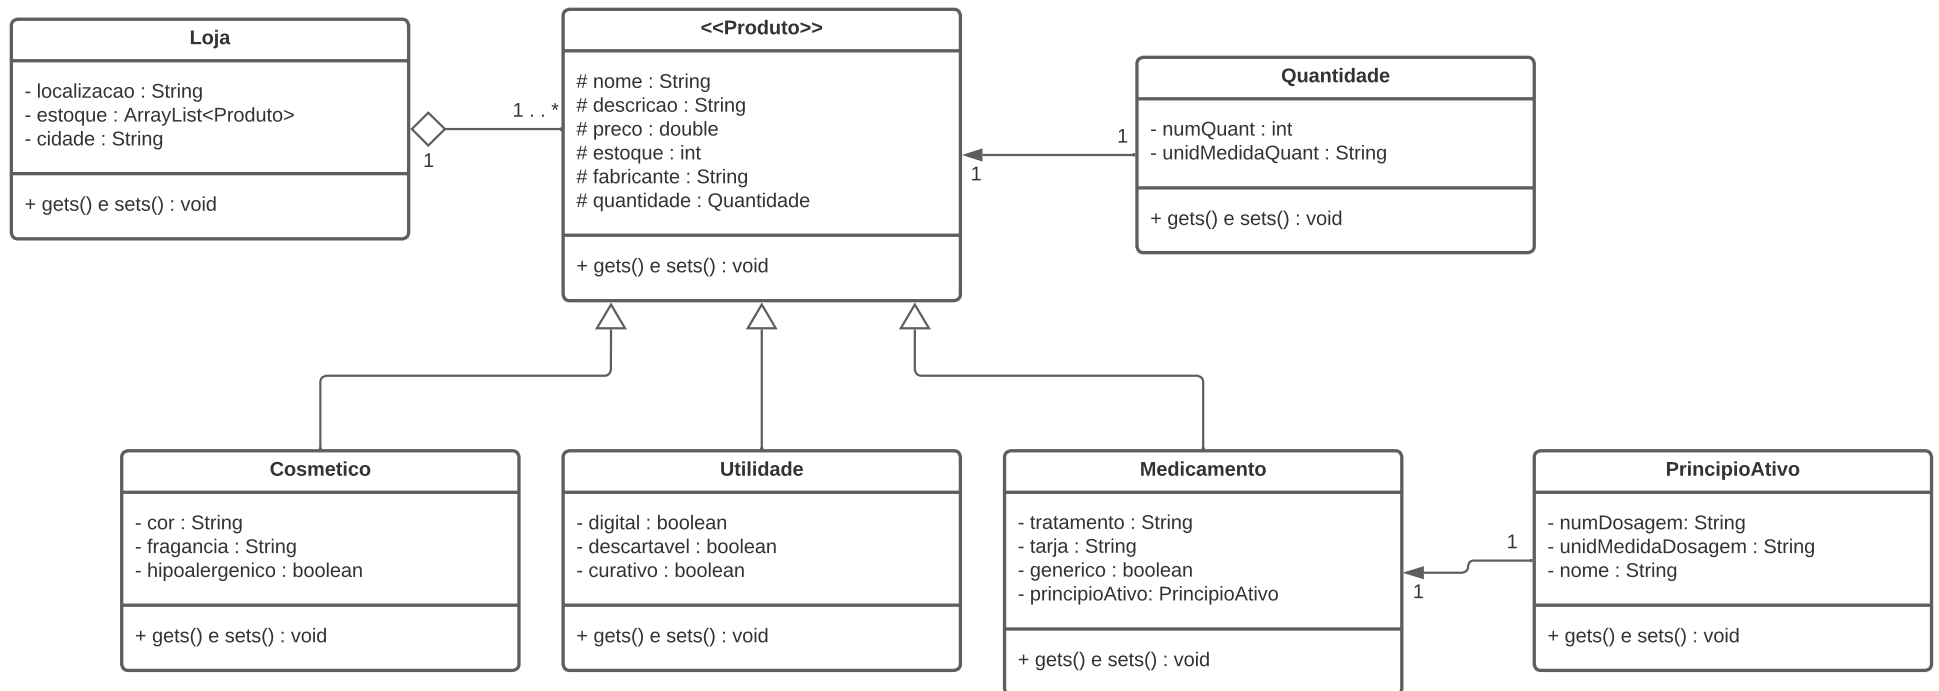 Loja
- localizacao : String
- estoque : ArrayList<Produto>
- cidade : String
+ gets() e sets() : void
1
1 . . *
<<Produto>>
# nome : String
# descricao : String
# preco : double
# estoque : int
# fabricante : String
# quantidade : Quantidade
+ gets() e sets() : void
1
1
Quantidade
- numQuant : int
- unidMedidaQuant : String
+ gets() e sets() : void
Cosmetico
- cor : String
- fragancia : String
- hipoalergenico : boolean
+ gets() e sets() : void
Utilidade
- digital : boolean
- descartavel : boolean
- curativo : boolean
+ gets() e sets() : void
Medicamento
- tratamento : String
- tarja : String
- generico : boolean
- principioAtivo: PrincipioAtivo
+ gets() e sets() : void
1
1
PrincipioAtivo
- numDosagem: String
- unidMedidaDosagem : String
- nome : String
+ gets() e sets() : void